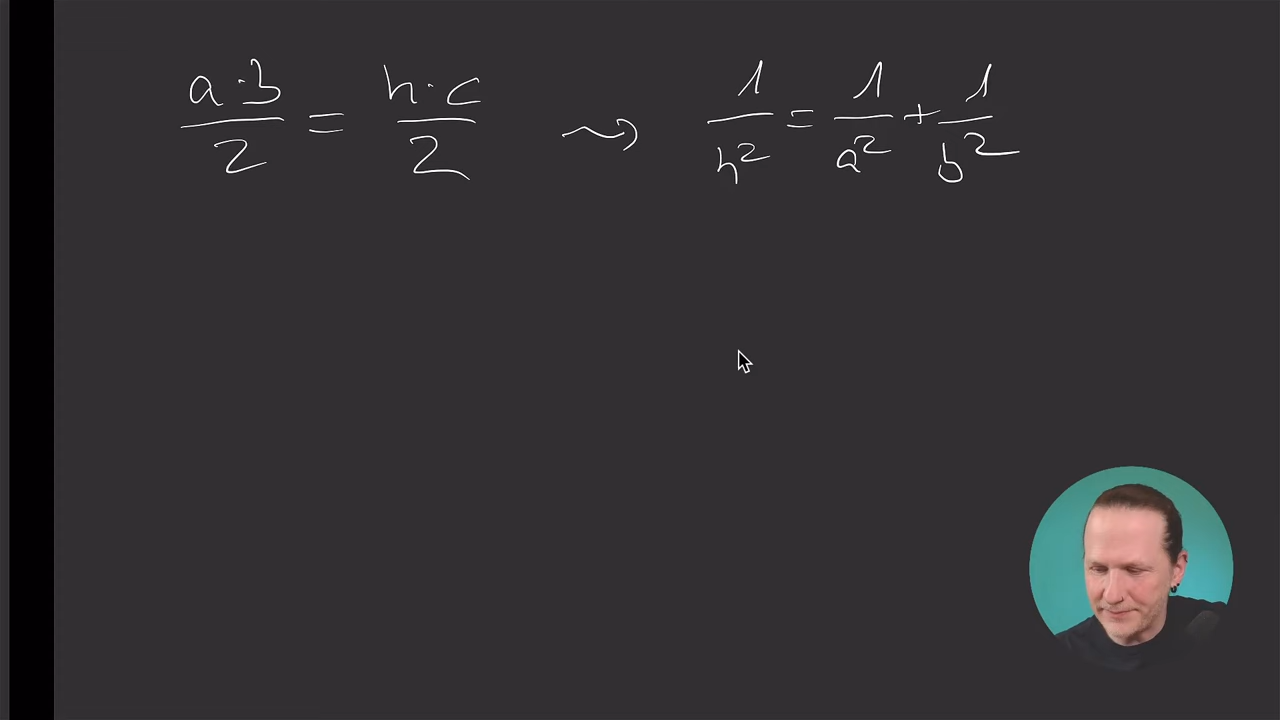 a·b/2 = h·c/2 ⇝ 1/h² = 1/a² + 1/b²